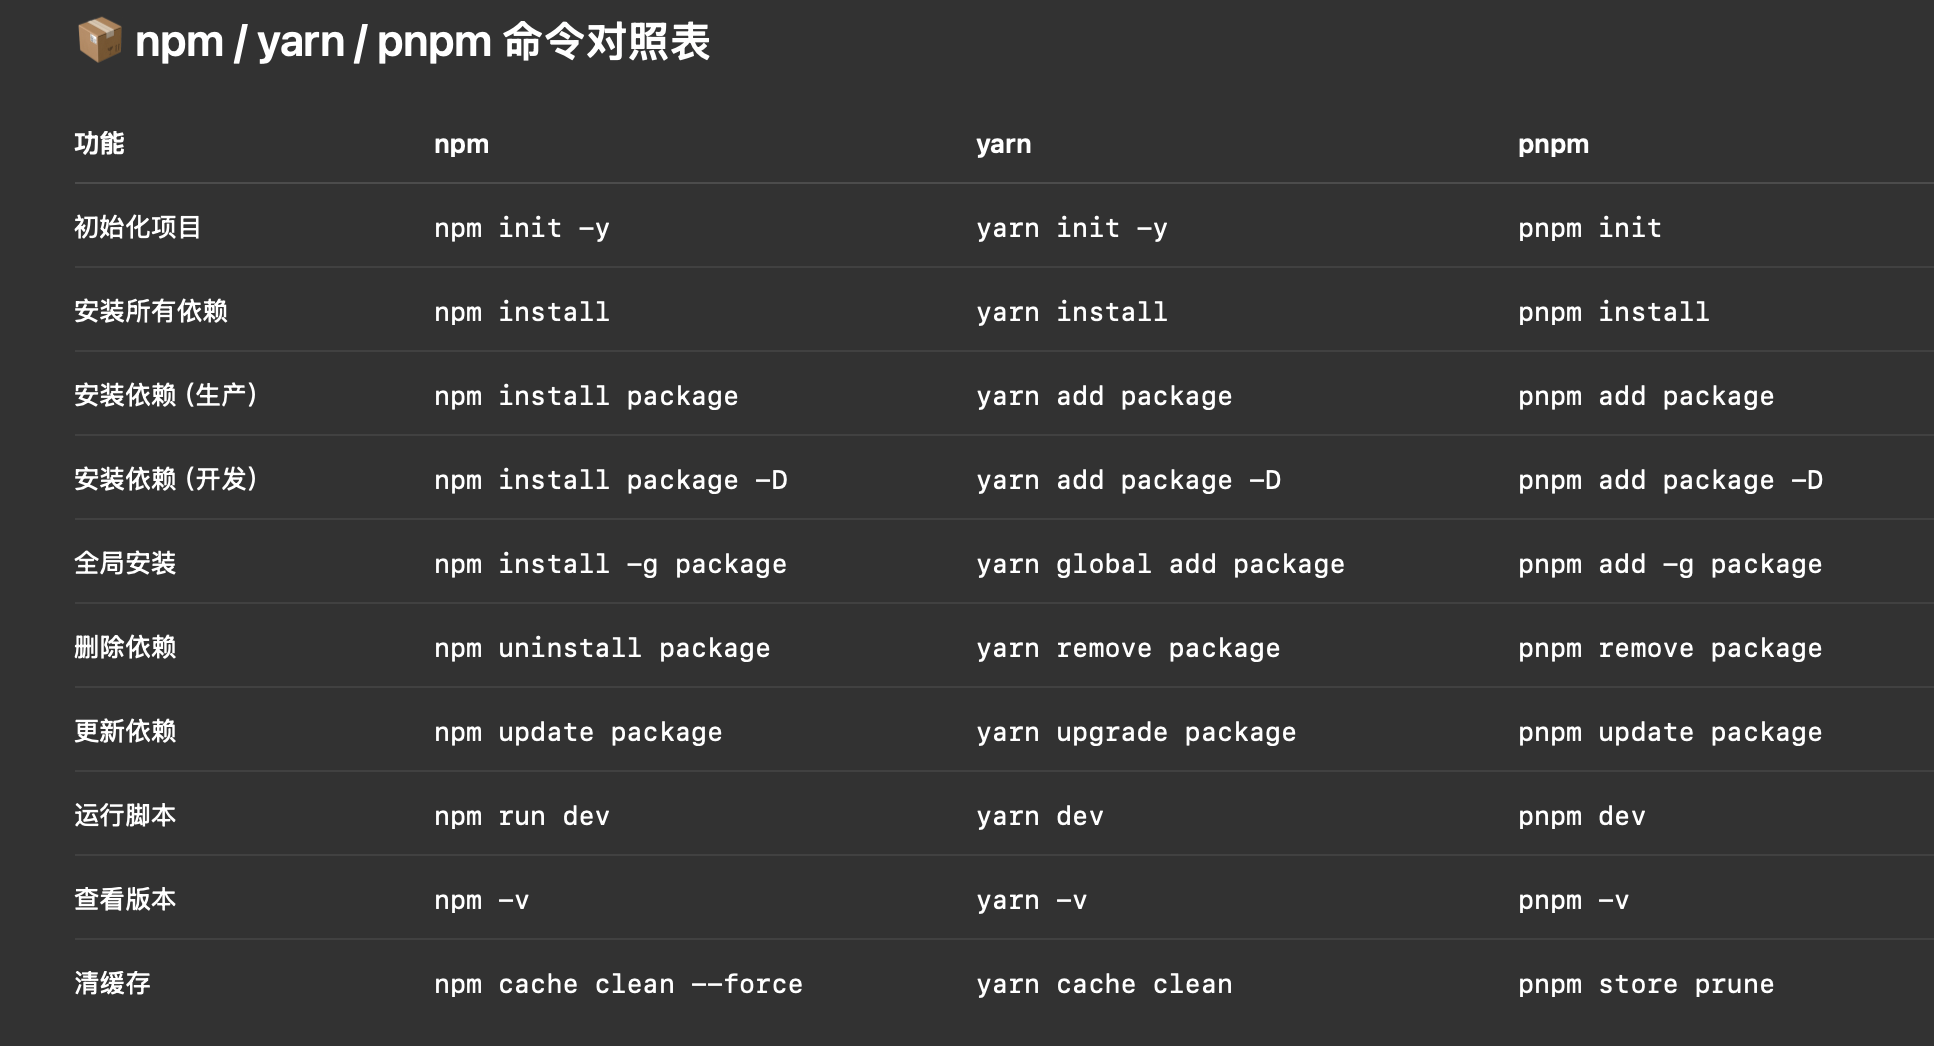 📦 npm / yarn / pnpm 命令对照表
功能 npm yarn pnpm
初始化项目 npm init -y yarn init -y pnpm init
安装所有依赖 npm install yarn install pnpm install
安装依赖（生产） npm install package yarn add package pnpm add package
安装依赖（开发） npm install package -D yarn add package -D pnpm add package -D
全局安装 npm install -g package yarn global add package pnpm add -g package
删除依赖 npm uninstall package yarn remove package pnpm remove package
更新依赖 npm update package yarn upgrade package pnpm update package
运行脚本 npm run dev yarn dev pnpm dev
查看版本 npm -v yarn -v pnpm -v
清缓存 npm cache clean --force yarn cache clean pnpm store prune